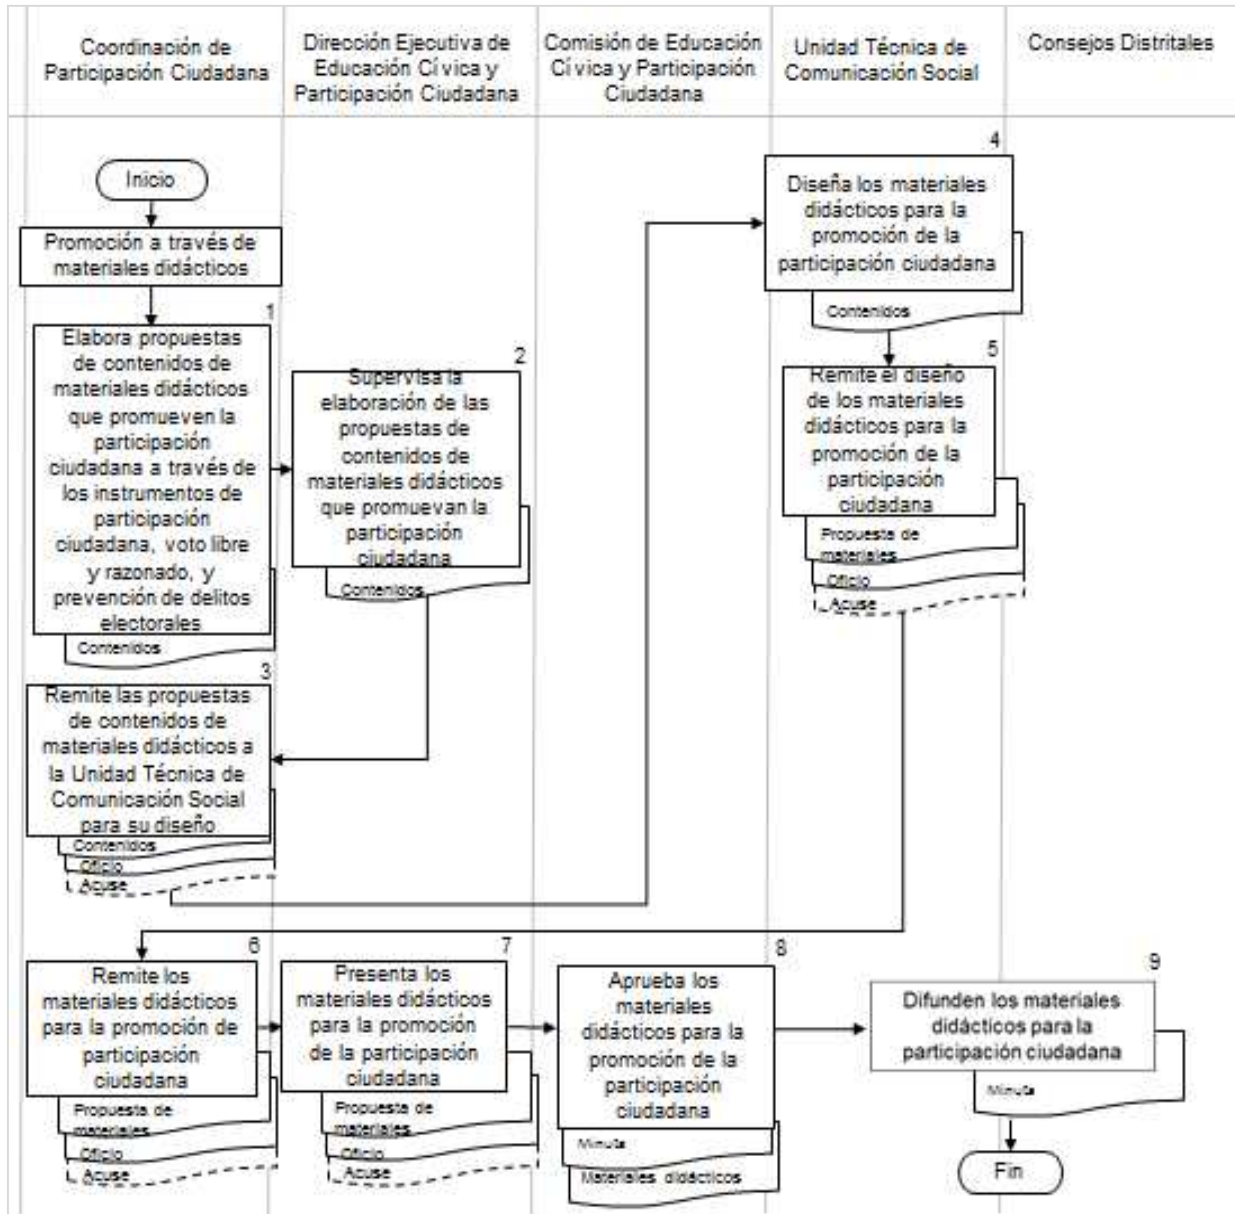 Coordinación de
Participación Ciudadana
Dirección Ejecutiva de
Educación Cívica y
Participación Ciudadana
Comisión de Educación
Cívica y Participación
Ciudadana
Unidad Técnica de
Comunicación Social
Consejos Distritales
Inicio
Promoción a través de
materiales didácticos
1
Elabora propuestas
de contenidos de
materiales didácticos
que promueven la
participación
ciudadana a través de
los instrumentos de
participación
ciudadana, voto libre
y razonado, y
prevención de delitos
electorales
Contenidos
2
Supervisa la
elaboración de las
propuestas de
contenidos de
materiales didácticos
que promuevan la
participación
ciudadana
Contenidos
3
Remite las propuestas
de contenidos de
materiales didácticos a
la Unidad Técnica de
Comunicación Social
para su diseño
Contenidos
Oficio
Acuse
4
Diseña los materiales
didácticos para la
promoción de la
participación ciudadana
Contenidos
5
Remite el diseño
de los materiales
didácticos para la
promoción de la
participación
ciudadana
Propuesta de
materiales
Oficio
Acuse
6
Remite los
materiales didácticos
para la promoción de
participación
ciudadana
Propuesta de
materiales
Oficio
Acuse
7
Presenta los
materiales didácticos
para la promoción
de la participación
ciudadana
Propuesta de
materiales
Oficio
Acuse
8
Aprueba los
materiales
didácticos para la
promoción de la
participación
ciudadana
Minuta
Materiales didácticos
9
Difunden los materiales
didácticos para la
participación ciudadana
Minuta
Fin